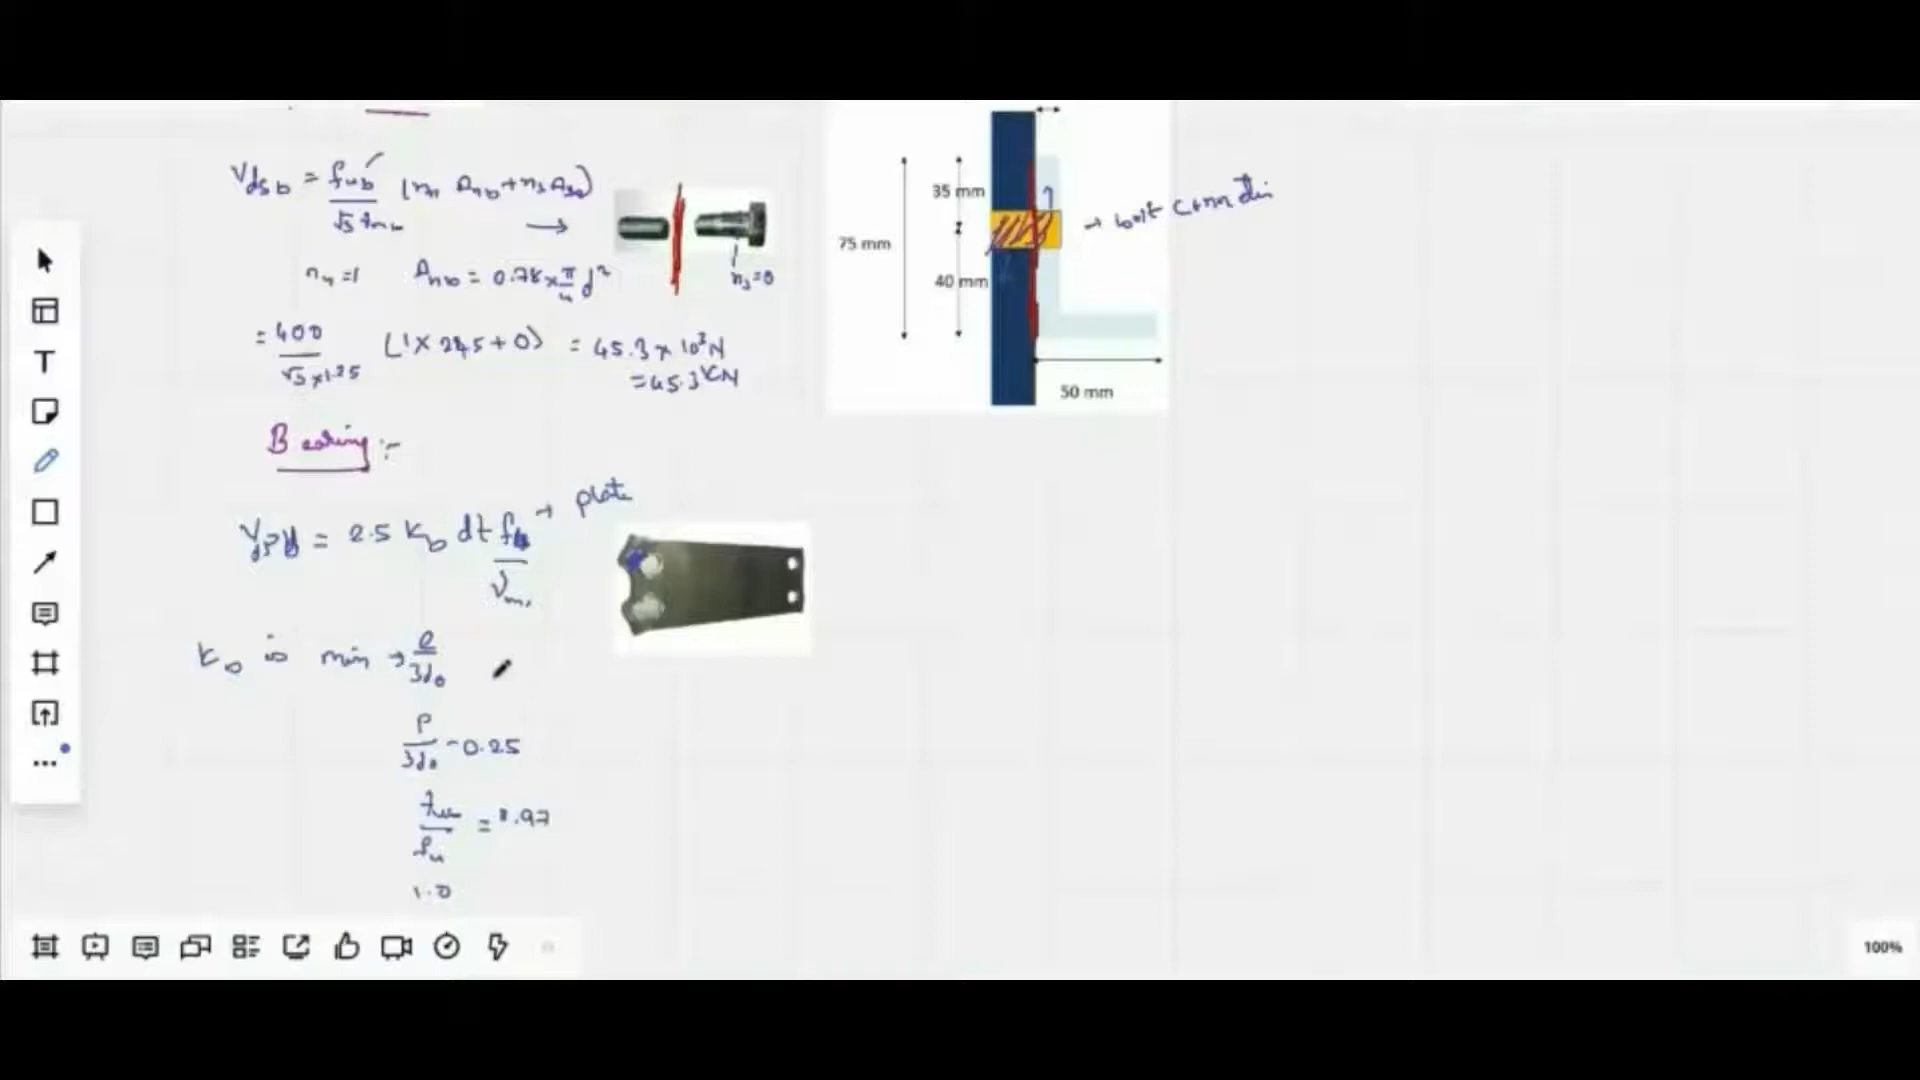 Vdsb = fub (nn Anb + ns Asb)
√3 γmb
nn = 1 Anb = 0.78 × π/4 d²
ns = 0
= 400 (1 × 245 + 0) = 45.3 × 10³ N
√3 × 1.25
= 45.3 KN
Bearing :-
Vdpb = 2.5 Kb dt fu → plate
γm
Kb is min → e
3d0
P
3d0 - 0.25
fub
fu = 0.97
1.0
35 mm
75 mm
40 mm
50 mm
→ bolt
T
100%